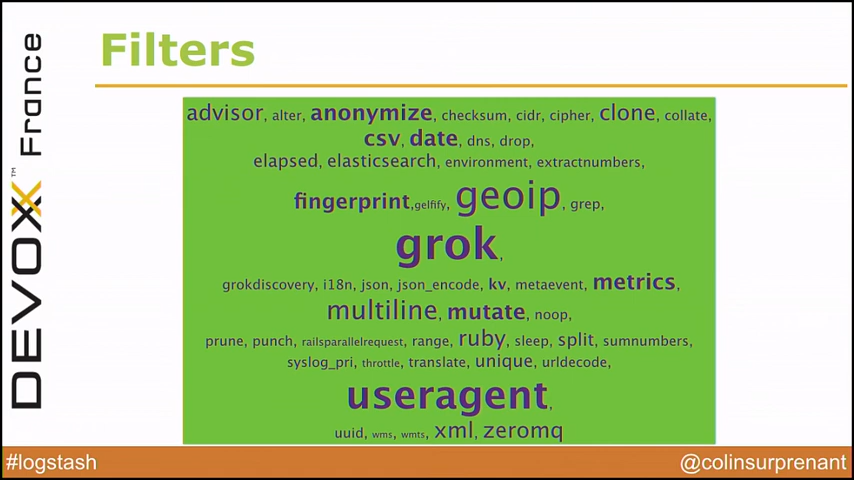 Filters
DEVOXX™ France
advisor, alter, anonymize, checksum, cidr, cipher, clone, collate,
csv, date, dns, drop,
elapsed, elasticsearch, environment, extractnumbers,
fingerprint,gelfify, geoip, grep,
grok,
grokdiscovery, i18n, json, json_encode, kv, metaevent, metrics,
multiline, mutate, noop,
prune, punch, railsparallelrequest, range, ruby, sleep, split, sumnumbers,
syslog_pri, throttle, translate, unique, urldecode,
useragent,
uuid, wms, wmts, xml, zeromq
#logstash
@colinsurprenant